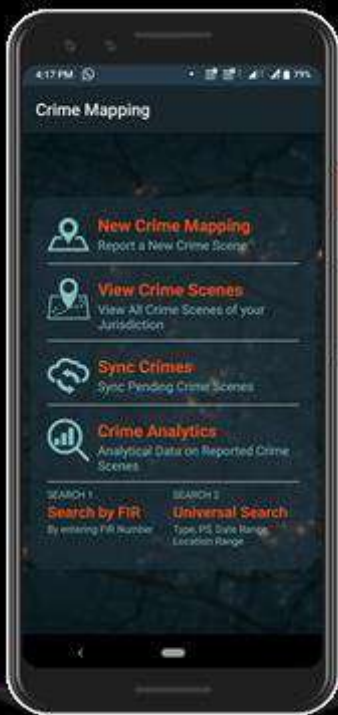 4:17 PM
79%
Crime Mapping
New Crime Mapping
Report a New Crime Scene
View Crime Scenes
View All Crime Scenes of your
Jurisdiction
Sync Crimes
Sync Pending Crime Scenes
Crime Analytics
Analytical Data on Reported Crime
Scenes
SEARCH 1
Search by FIR
By entering FIR Number
SEARCH 2
Universal Search
Type, PS, Date Range,
Location Range